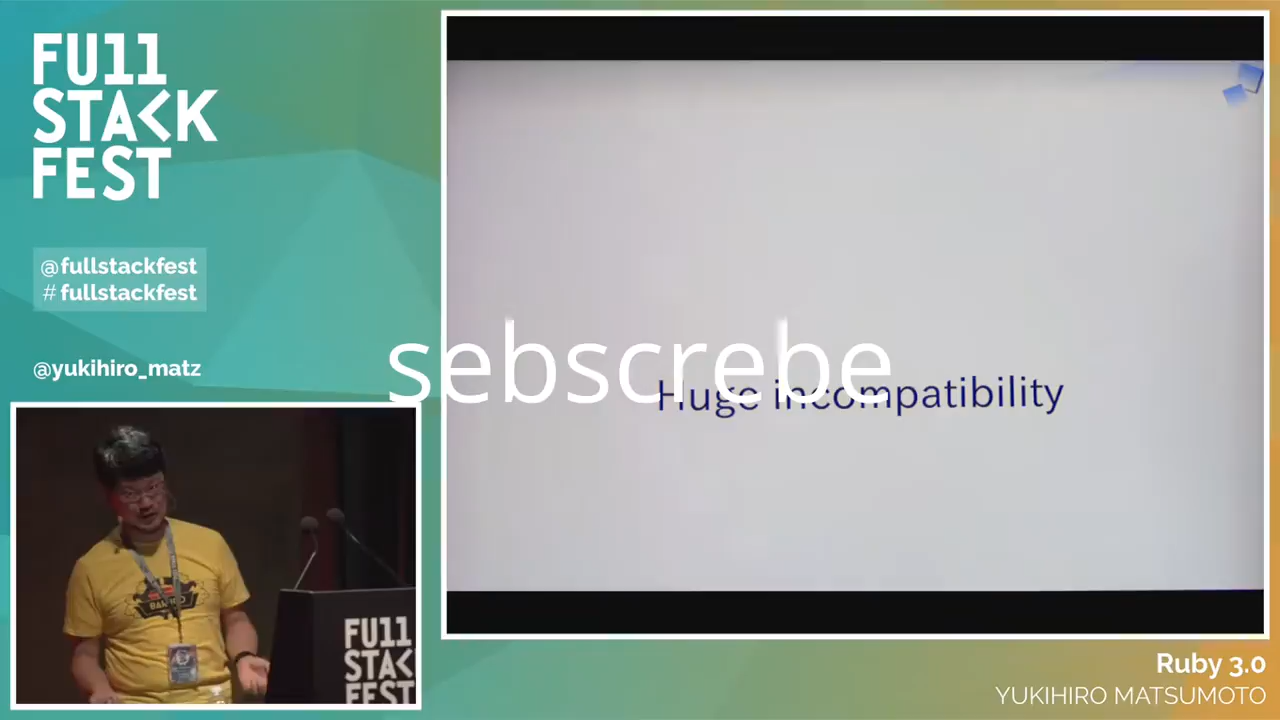 FU11
STACK
FEST
@fullstackfest
#fullstackfest
@yukihiro_matz
sebscrebe
Huge incompatibility
FU11
STACK
FEST
Ruby 3.0
YUKIHIRO MATSUMOTO